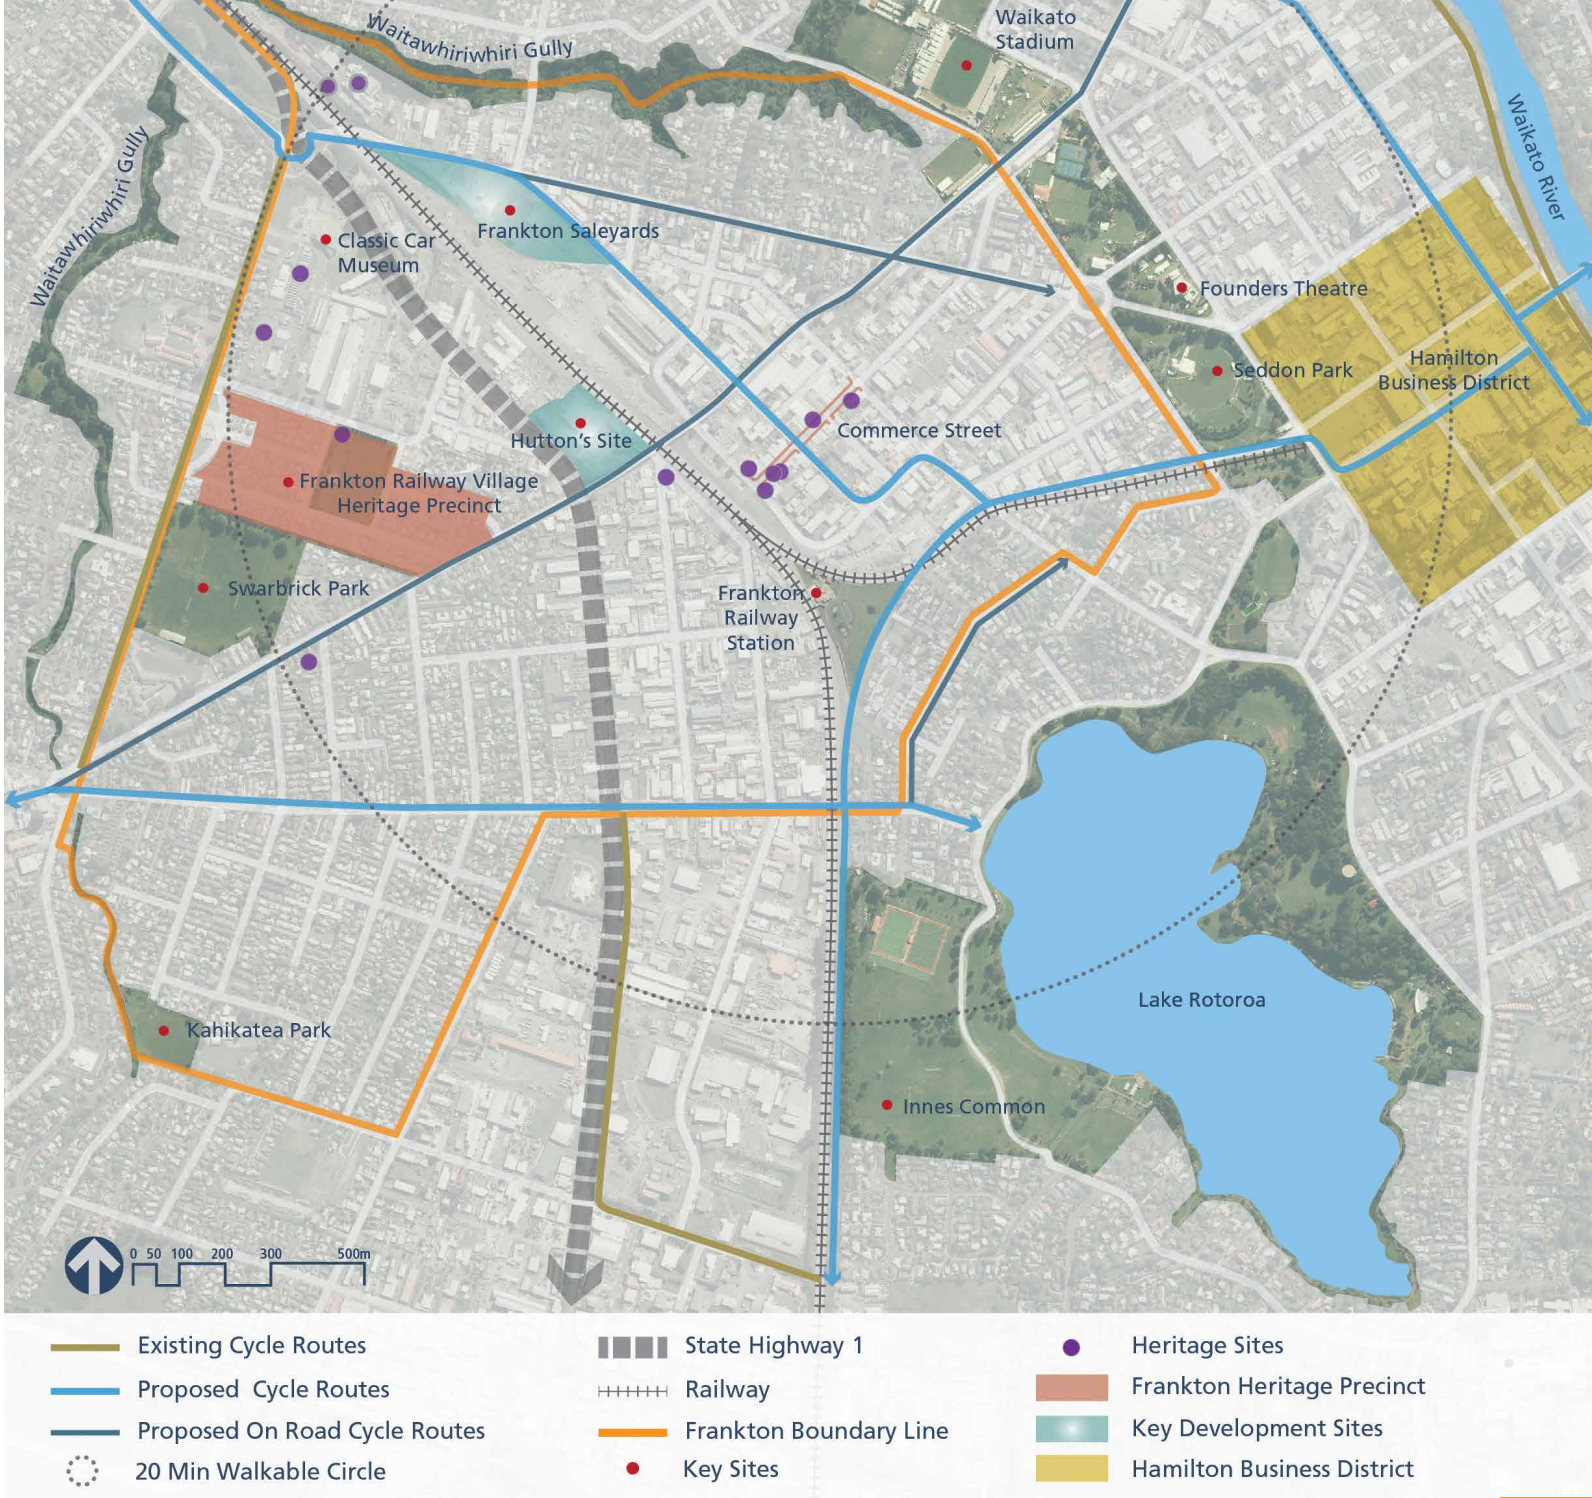 Waikato
Stadium
Waitawhiriwhiri Gully
Waitawhiriwhiri Gully
Waikato River
Frankton Saleyards
Classic Car
Museum
Founders Theatre
Seddon Park
Hamilton
Business District
Commerce Street
Hutton's Site
Frankton Railway Village
Heritage Precinct
Swarbrick Park
Frankton
Railway
Station
Lake Rotoroa
Kahikatea Park
Innes Common
0 50 100 200 300 500m
Existing Cycle Routes
Proposed Cycle Routes
Proposed On Road Cycle Routes
20 Min Walkable Circle
State Highway 1
Railway
Frankton Boundary Line
Key Sites
Heritage Sites
Frankton Heritage Precinct
Key Development Sites
Hamilton Business District